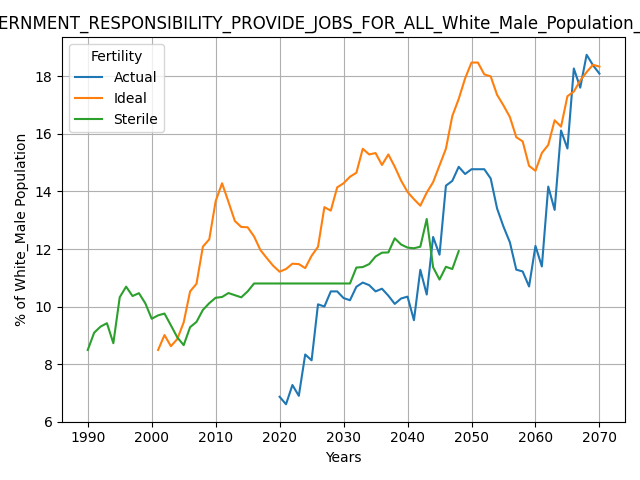 ERNMENT_RESPONSIBILITY_PROVIDE_JOBS_FOR_ALL_White_Male_Population_
Fertility
Actual
Ideal
Sterile
% of White_Male Population
18
16
14
12
10
8
6
1990 2000 2010 2020 2030 2040 2050 2060 2070
Years